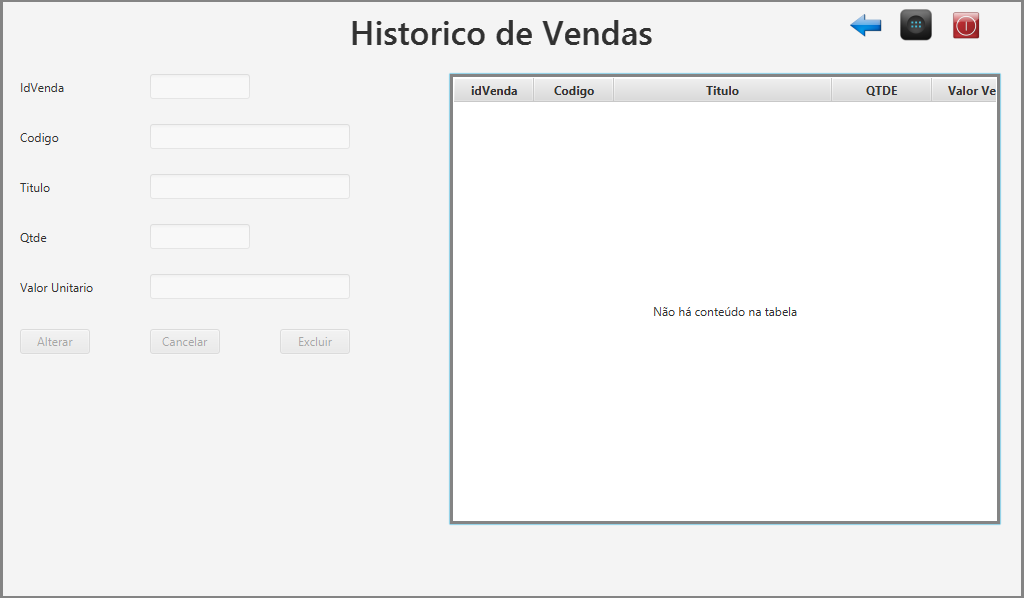 Historico de Vendas
IdVenda
Codigo
Titulo
Qtde
Valor Unitario
Alterar Cancelar Excluir
idVenda Codigo Titulo QTDE Valor Ve
Não há conteúdo na tabela